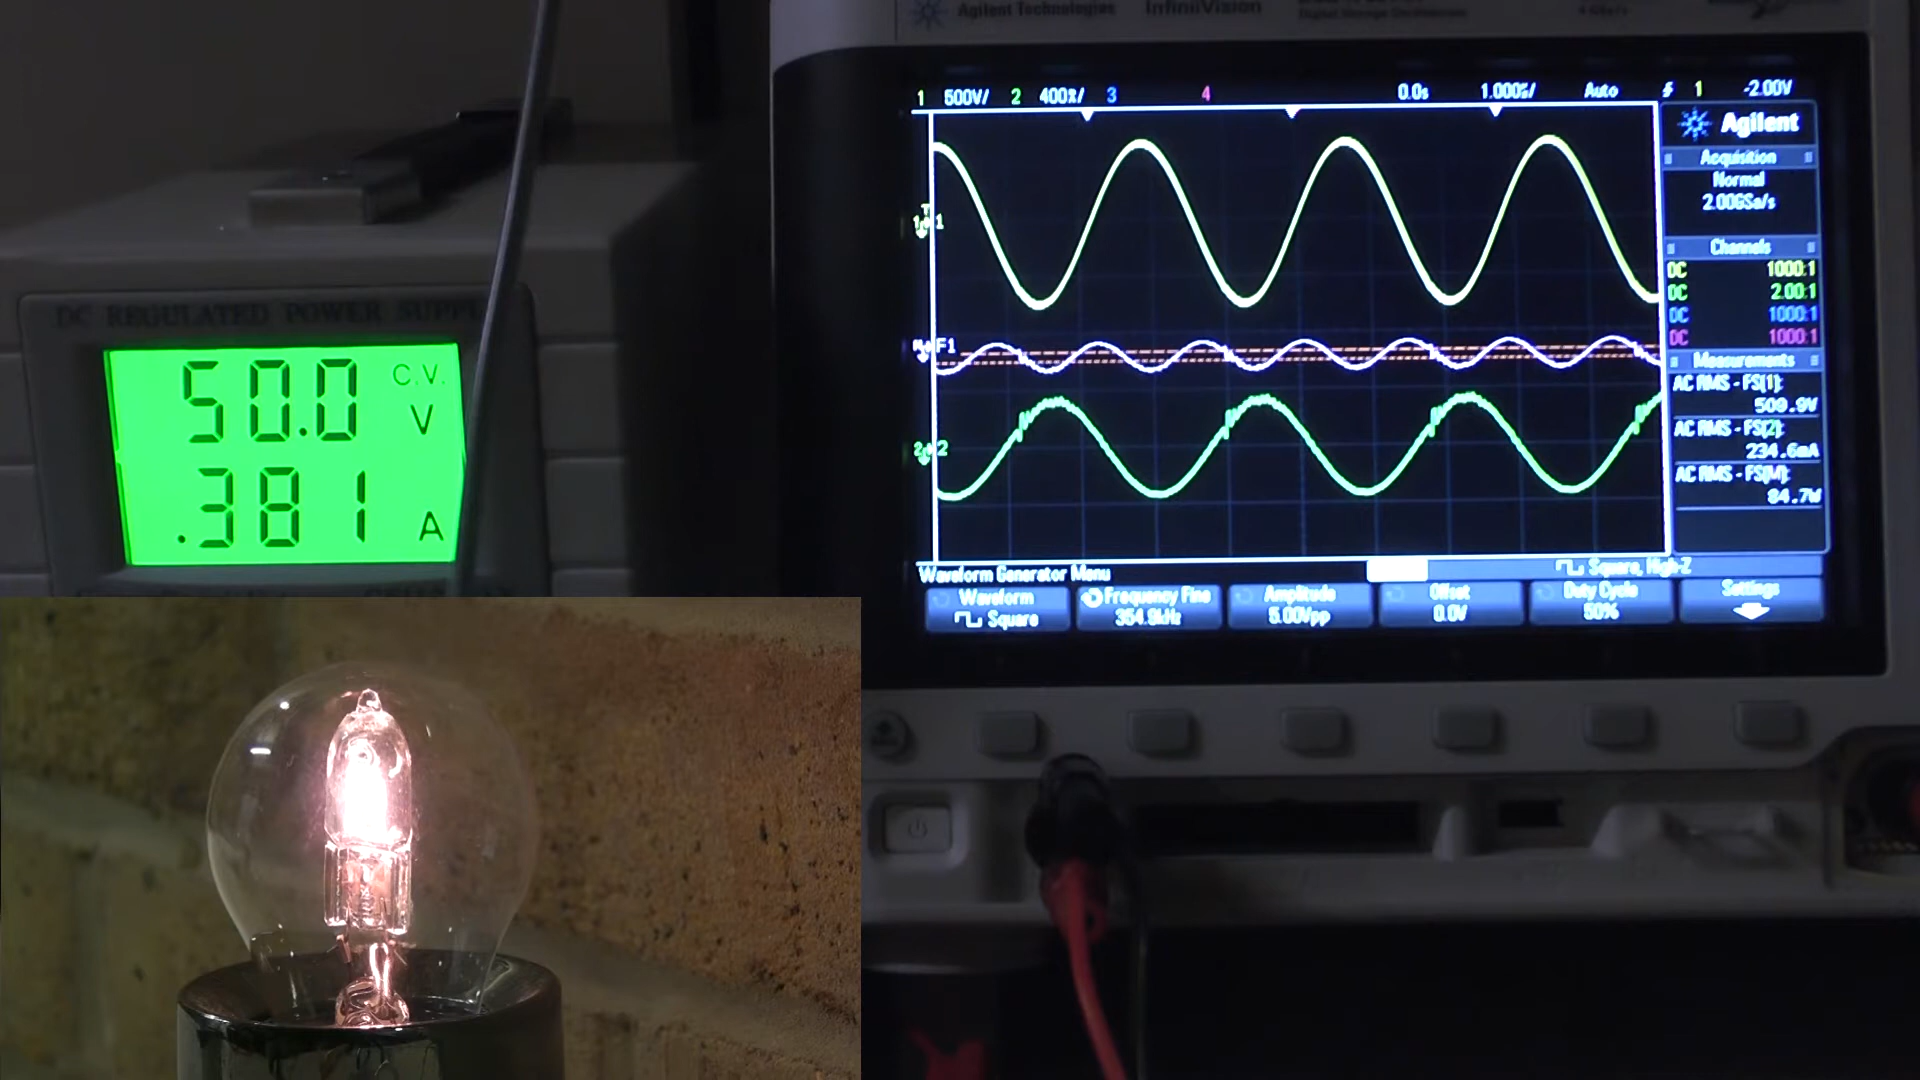 Agilent Technologies InfiniiVision
DC REGULATED POWER SUPPLY
50.0 C.V. V
.381 A
1 500V/ 2 400%/ 3 4 0.0s 1.000%/ Auto 1 -2.00V
Agilent
Acquisition
Normal
2.00GSa/s
Channels
DC 1000:1
DC 2.00:1
DC 1000:1
DC 1000:1
Measurements
AC RMS - FS(1):
509.9V
AC RMS - FS(2):
234.6mA
AC RMS - FS(M):
84.7W
Waveform Generator Menu
Square, High-Z
Waveform
Square
Frequency Fine
354.9kHz
Amplitude
5.00Vpp
Offset
0.0V
Duty Cycle
50%
Settings